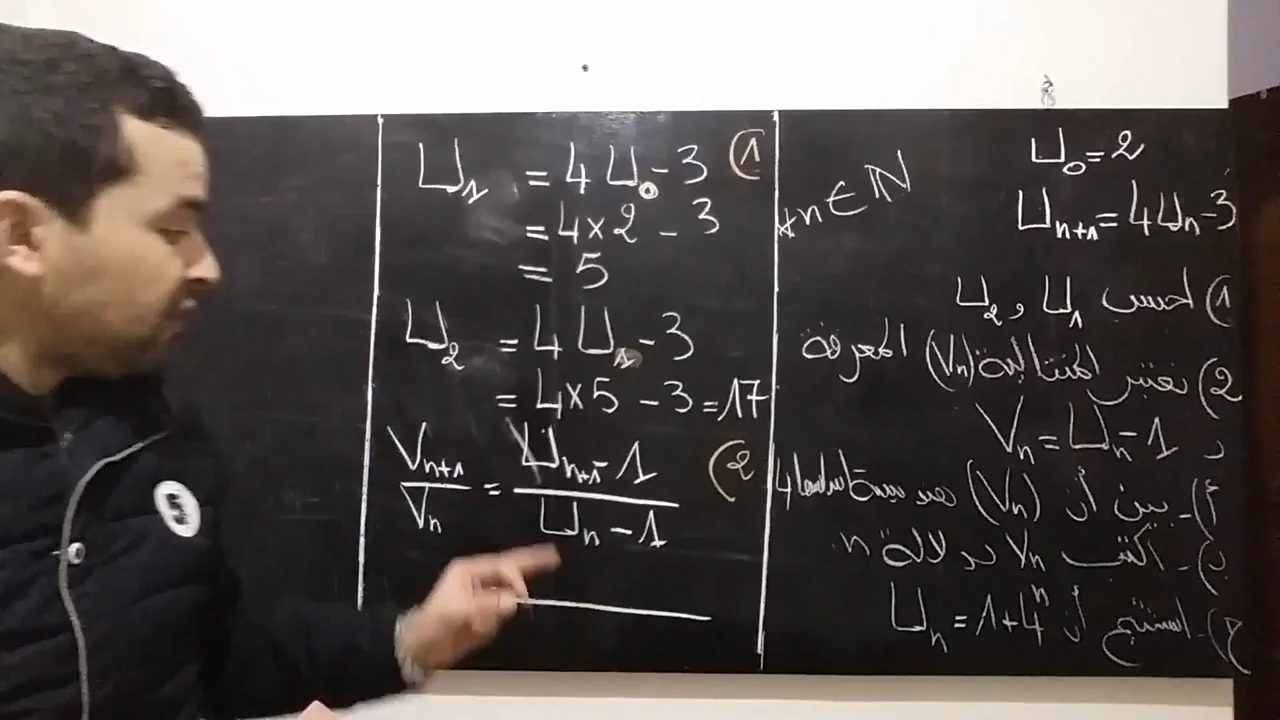 U₀ = 2
∀n ∈ ℕ Uₙ₊₁ = 4Uₙ - 3
1) احسب U₁ و U₂
2) نعتبر المتتالية (Vₙ) المعرفة
ب Vₙ = Uₙ - 1
أ) - بين أن (Vₙ) هندسية أساسها 4
ب) - اكتب Vₙ بدلالة n
ج) - استنتج أن Uₙ = 1 + 4ⁿ
1) U₁ = 4U₀ - 3
= 4 × 2 - 3
= 5
U₂ = 4U₁ - 3
= 4 × 5 - 3 = 17
2) Vₙ₊₁ / Vₙ = (Uₙ₊₁ - 1) / (Uₙ - 1)